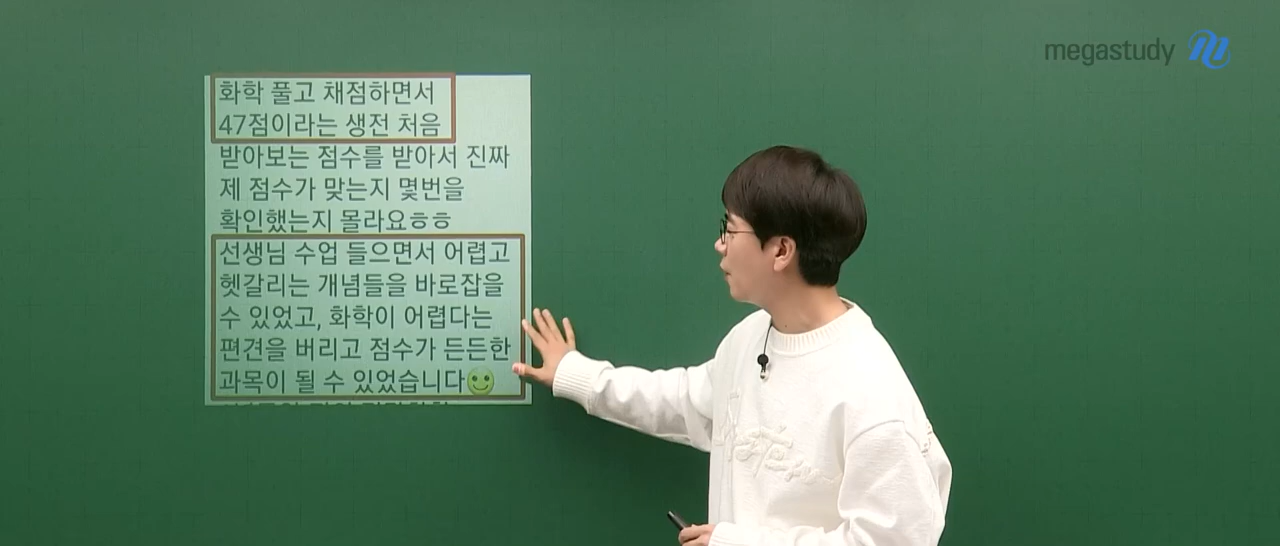 megastudy
화학 풀고 채점하면서
47점이라는 생전 처음
받아보는 점수를 받아서 진짜
제 점수가 맞는지 몇번을
확인했는지 몰라요ㅎㅎ
선생님 수업 들으면서 어렵고
헷갈리는 개념들을 바로잡을
수 있었고, 화학이 어렵다는
편견을 버리고 점수가 든든한
과목이 될 수 있었습니다